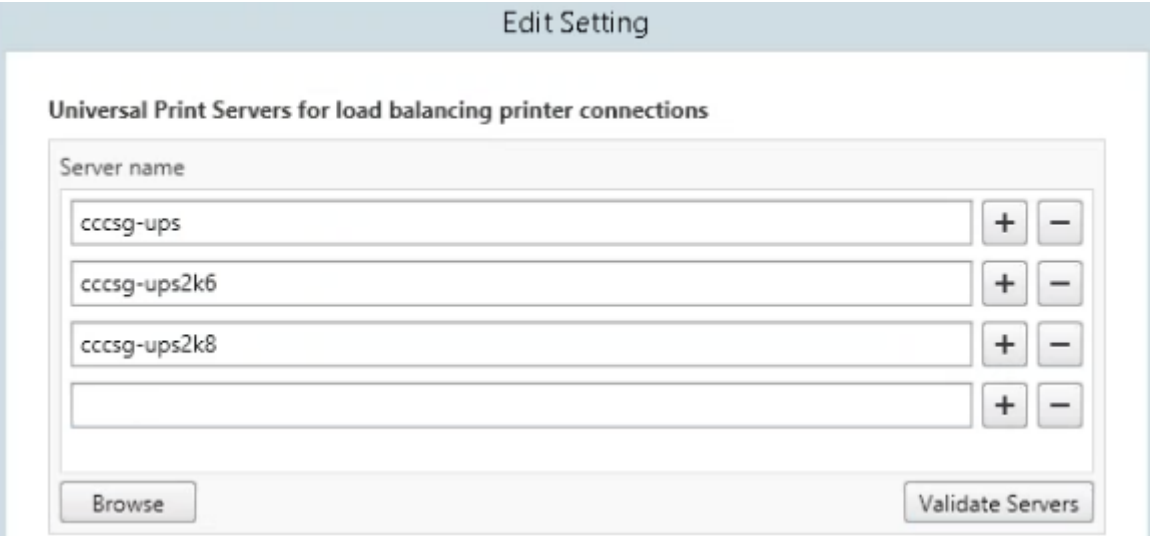 Edit Setting
Universal Print Servers for load balancing printer connections
Server name
cccsg-ups
+ −
cccsg-ups2k6
+ −
cccsg-ups2k8
+ −
+ −
Browse
Validate Servers